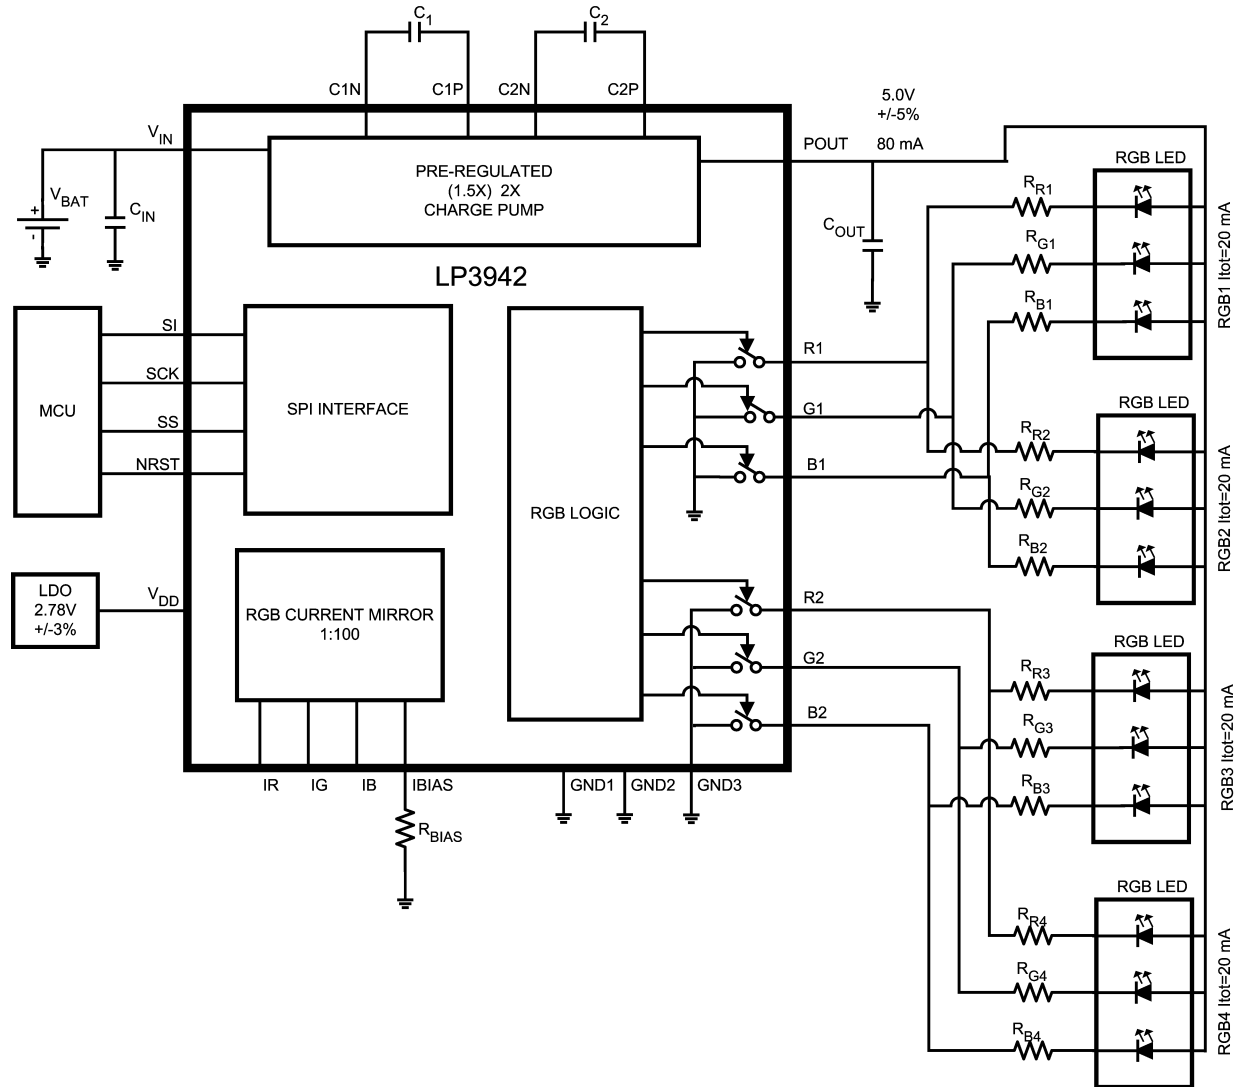 C1
C2
C1N
C1P
C2N
C2P
5.0V
+/-5%
80 mA
VIN
POUT
PRE-REGULATED
(1.5X) 2X
CHARGE PUMP
VBAT
+
-
CIN
COUT
LP3942
MCU
SI
SCK
SS
NRST
SPI INTERFACE
RGB LOGIC
R1
G1
B1
R2
G2
B2
LDO
2.78V
+/-3%
VDD
RGB CURRENT MIRROR
1:100
IR
IG
IB
IBIAS
RBIAS
GND1
GND2
GND3
RGB LED
RR1
RG1
RB1
RGB1 Itot=20 mA
RGB LED
RR2
RG2
RB2
RGB2 Itot=20 mA
RGB LED
RR3
RG3
RB3
RGB3 Itot=20 mA
RGB LED
RR4
RG4
RB4
RGB4 Itot=20 mA